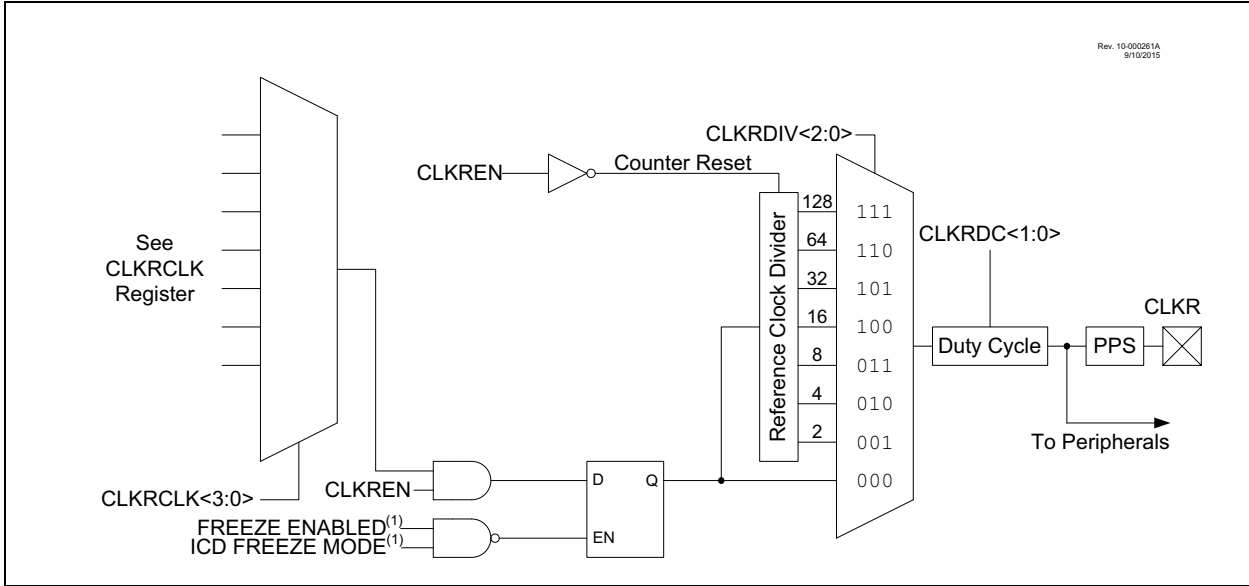 Rev. 10-000261A
9/10/2015
CLKRDIV<2:0>
CLKREN
Counter Reset
See
CLKRCLK
Register
Reference Clock Divider
128
64
32
16
8
4
2
111
110
101
100
011
010
001
000
CLKRDC<1:0>
Duty Cycle
PPS
CLKR
To Peripherals
CLKRCLK<3:0>
CLKREN
FREEZE ENABLED(1)
ICD FREEZE MODE(1)
D
Q
EN